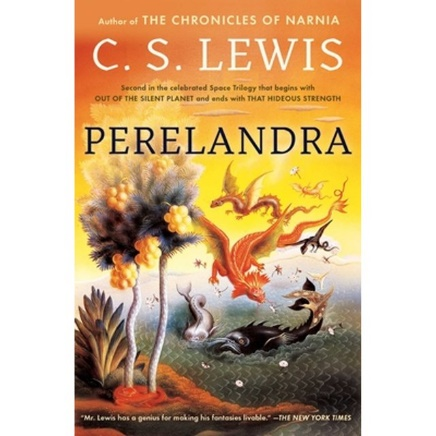 Author of THE CHRONICLES OF NARNIA
C. S. LEWIS
Second in the celebrated Space Trilogy that begins with
OUT OF THE SILENT PLANET and ends with THAT HIDEOUS STRENGTH
PERELANDRA
"Mr. Lewis has a genius for making his fantasies livable." —THE NEW YORK TIMES